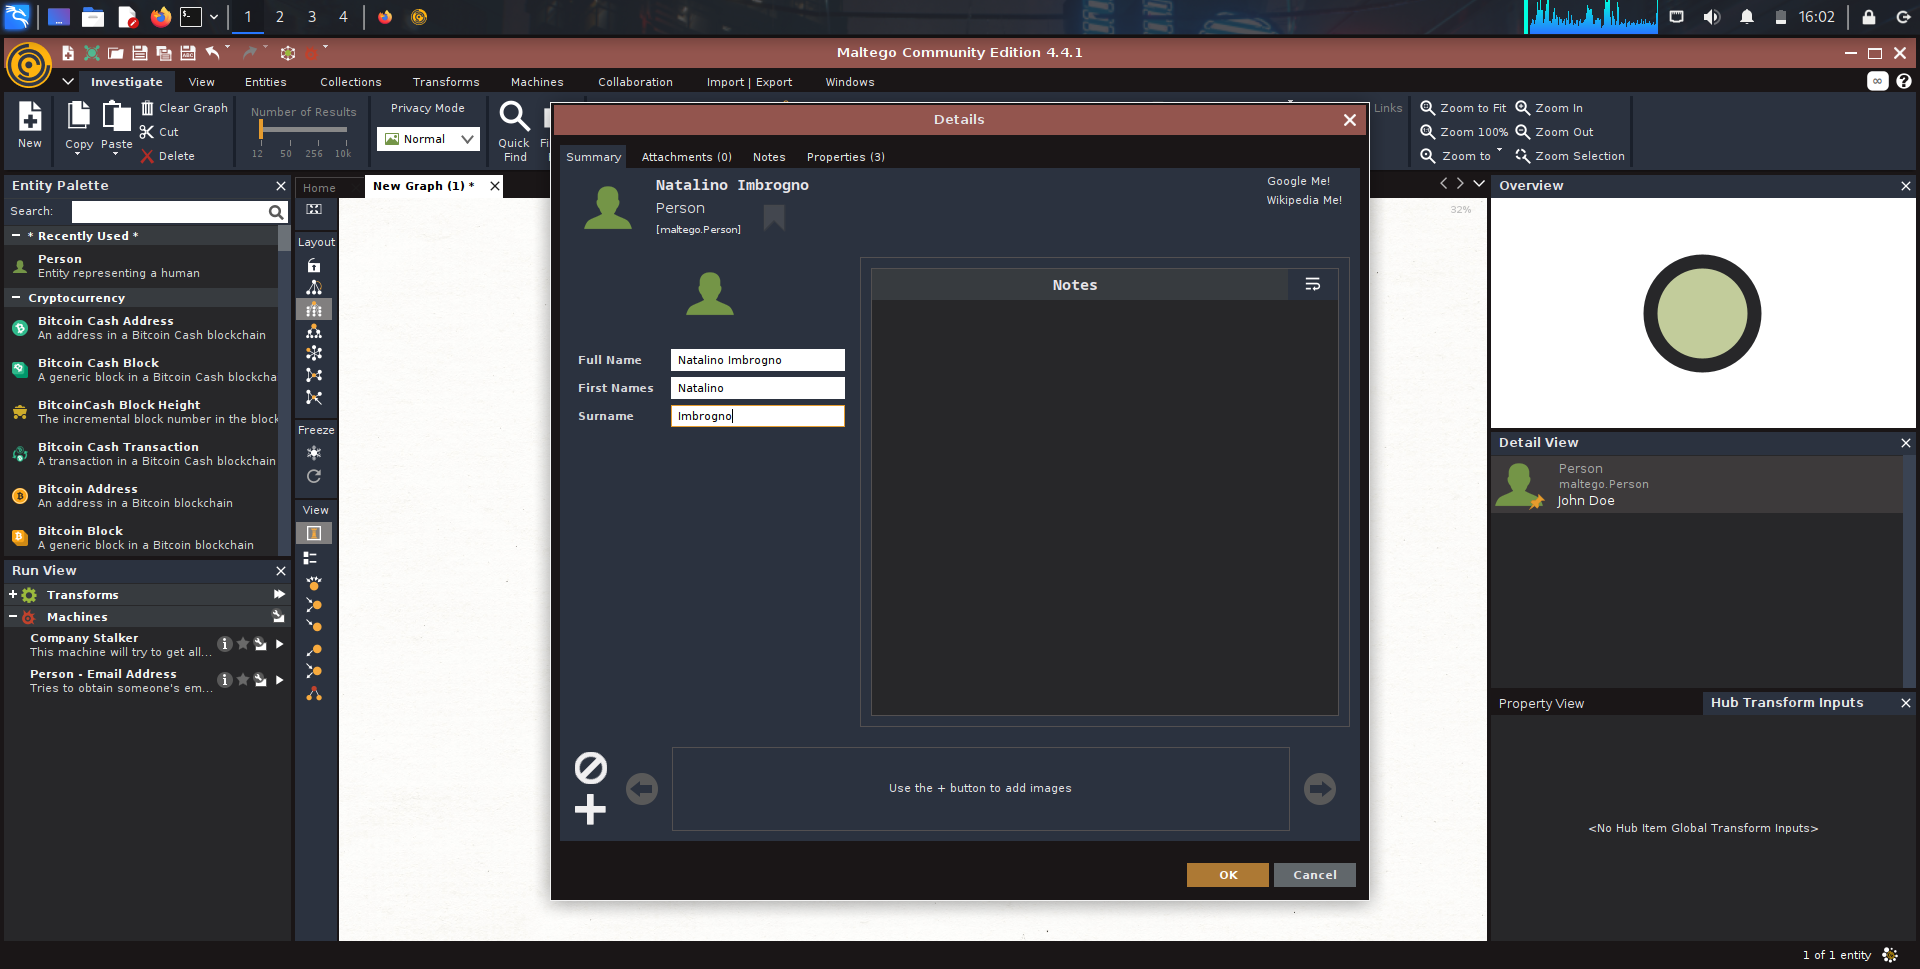 1 2 3 4
16:02
Maltego Community Edition 4.4.1
Investigate View Entities Collections Transforms Machines Collaboration Import | Export Windows
New
Copy Paste
Clear Graph
Cut
Delete
Number of Results
12 50 256 10k
Privacy Mode
Normal
Quick
Find
Links
Zoom to Fit Zoom In
Zoom 100% Zoom Out
Zoom to Zoom Selection
Entity Palette
Search:
* Recently Used *
Person
Entity representing a human
Cryptocurrency
Bitcoin Cash Address
An address in a Bitcoin Cash blockchain
Bitcoin Cash Block
A generic block in a Bitcoin Cash blockcha
BitcoinCash Block Height
The incremental block number in the block
Bitcoin Cash Transaction
A transaction in a Bitcoin Cash blockchain
Bitcoin Address
An address in a Bitcoin blockchain
Bitcoin Block
A generic block in a Bitcoin blockchain
Run View
Transforms
Machines
Company Stalker
This machine will try to get all...
Person - Email Address
Tries to obtain someone's em...
Home New Graph (1) *
Layout
Freeze
View
32%
Details
Summary Attachments (0) Notes Properties (3)
Natalino Imbrogno
Person
[maltego.Person]
Google Me!
Wikipedia Me!
Full Name Natalino Imbrogno
First Names Natalino
Surname Imbrogno
Notes
Use the + button to add images
OK Cancel
Overview
Detail View
Person
maltego.Person
John Doe
Property View Hub Transform Inputs
<No Hub Item Global Transform Inputs>
1 of 1 entity